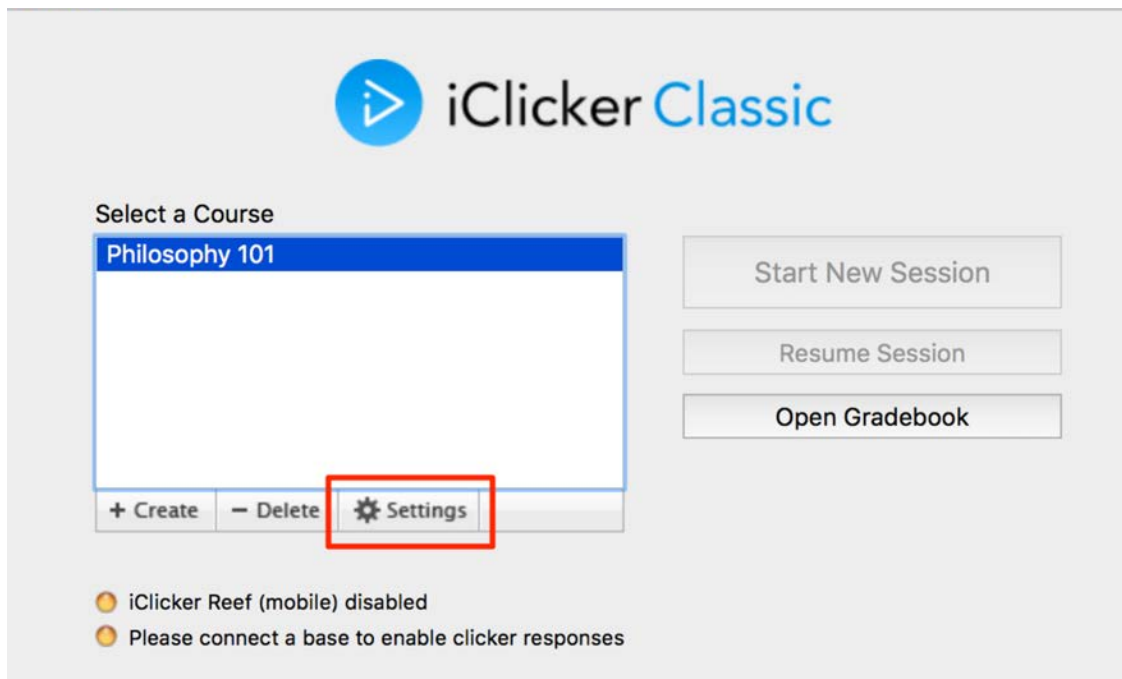 iClicker Classic
Select a Course
Philosophy 101
Start New Session
Resume Session
Open Gradebook
+ Create − Delete Settings
iClicker Reef (mobile) disabled
Please connect a base to enable clicker responses